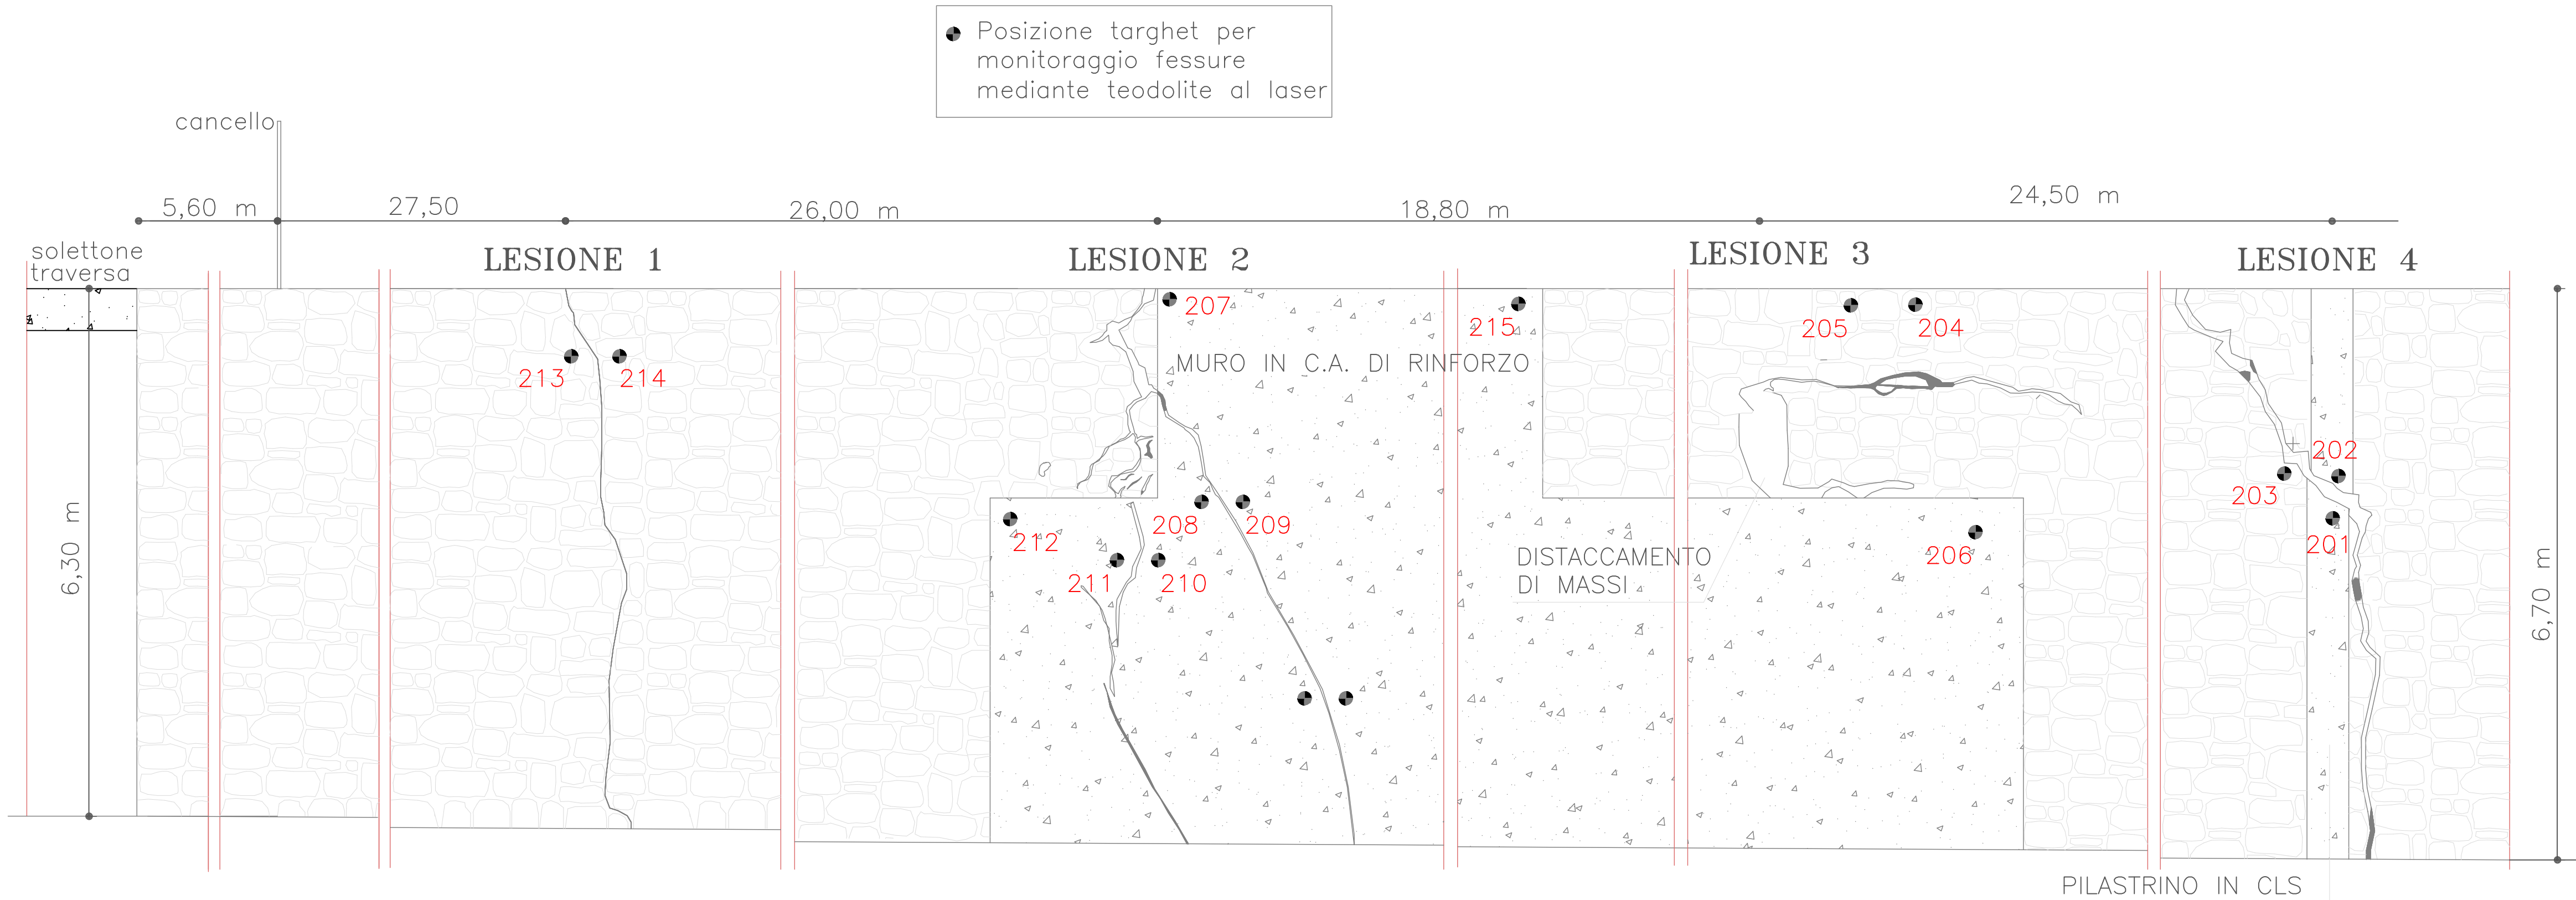 Posizione targhet per
monitoraggio fessure
mediante teodolite al laser
cancello
5,60 m
27,50
26,00 m
18,80 m
24,50 m
solettone
traversa
LESIONE 1
LESIONE 2
LESIONE 3
LESIONE 4
207
215
205
204
213
214
MURO IN C.A. DI RINFORZO
202
203
208
209
212
201
206
211
210
DISTACCAMENTO
DI MASSI
6,30 m
6,70 m
PILASTRINO IN CLS